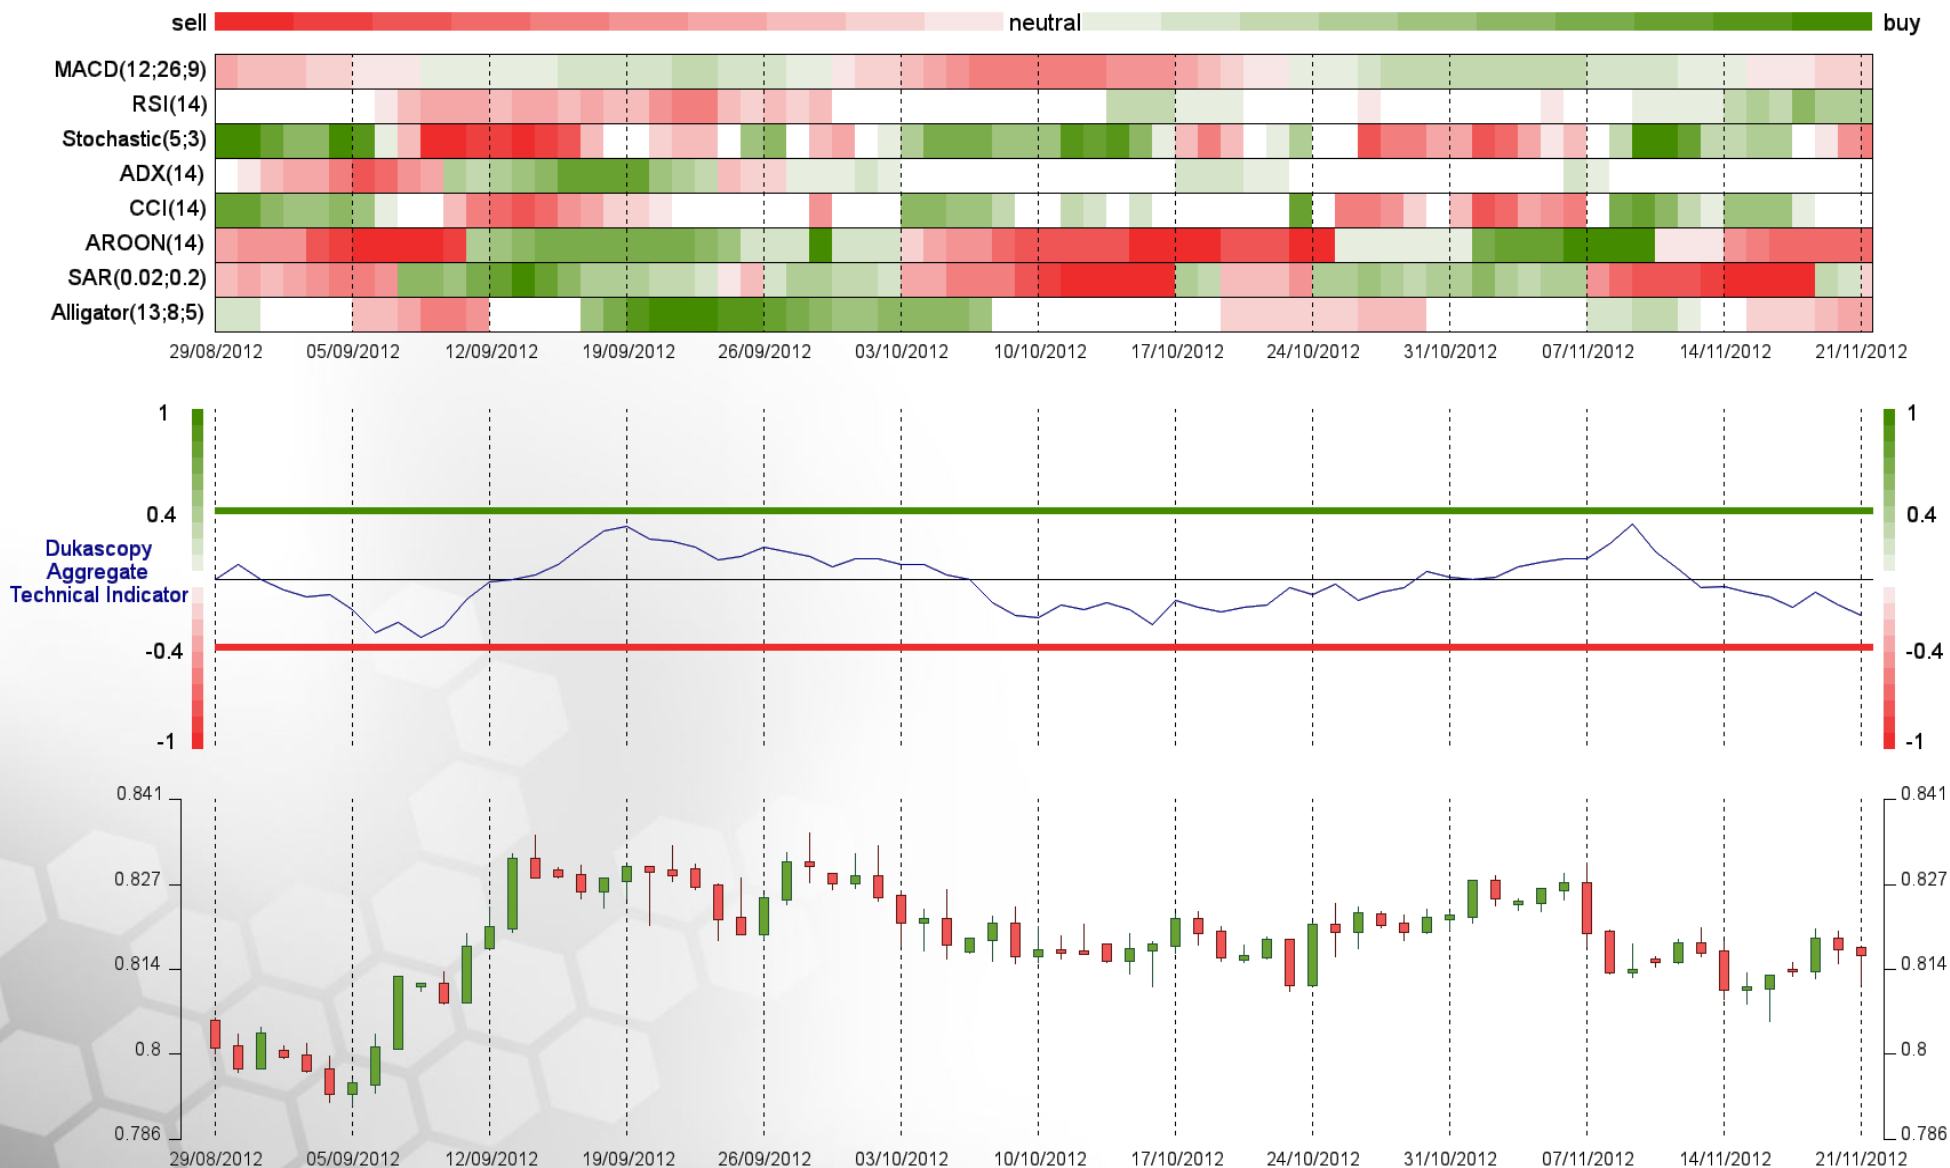 sell neutral buy
MACD(12;26;9)
RSI(14)
Stochastic(5;3)
ADX(14)
CCI(14)
AROON(14)
SAR(0.02;0.2)
Alligator(13;8;5)
29/08/2012 05/09/2012 12/09/2012 19/09/2012 26/09/2012 03/10/2012 10/10/2012 17/10/2012 24/10/2012 31/10/2012 07/11/2012 14/11/2012 21/11/2012
1 1
0.4 0.4
Dukascopy
Aggregate
Technical Indicator
-0.4 -0.4
-1 -1
0.841 0.841
0.827 0.827
0.814 0.814
0.8 0.8
0.786 0.786
29/08/2012 05/09/2012 12/09/2012 19/09/2012 26/09/2012 03/10/2012 10/10/2012 17/10/2012 24/10/2012 31/10/2012 07/11/2012 14/11/2012 21/11/2012